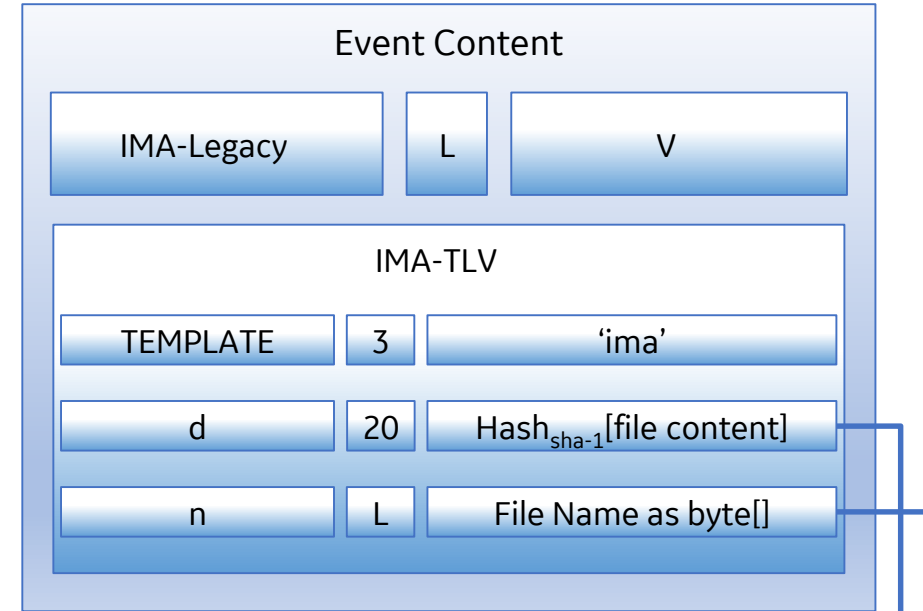 Event Content
IMA-Legacy L V
IMA-TLV
TEMPLATE 3 ‘ima’
d 20 Hashsha-1[file content]
n L File Name as byte[]